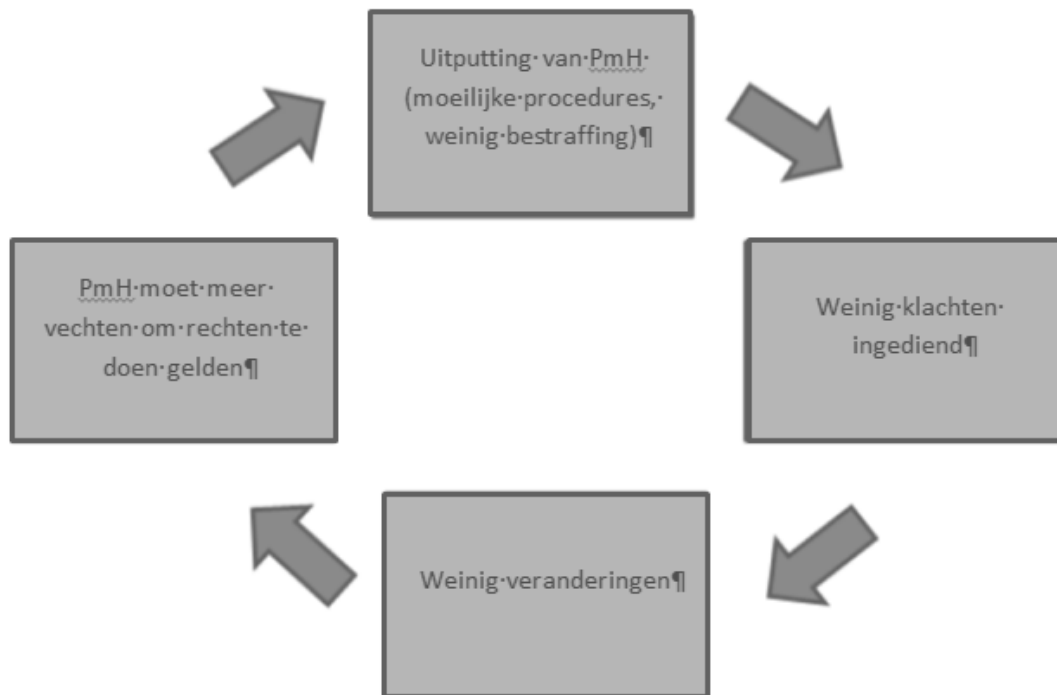 Uitputting van PmH
(moeilijke procedures,
weinig bestraffing)¶
Weinig klachten
ingediend¶
Weinig veranderingen¶
PmH moet meer
vechten om rechten te
doen gelden¶